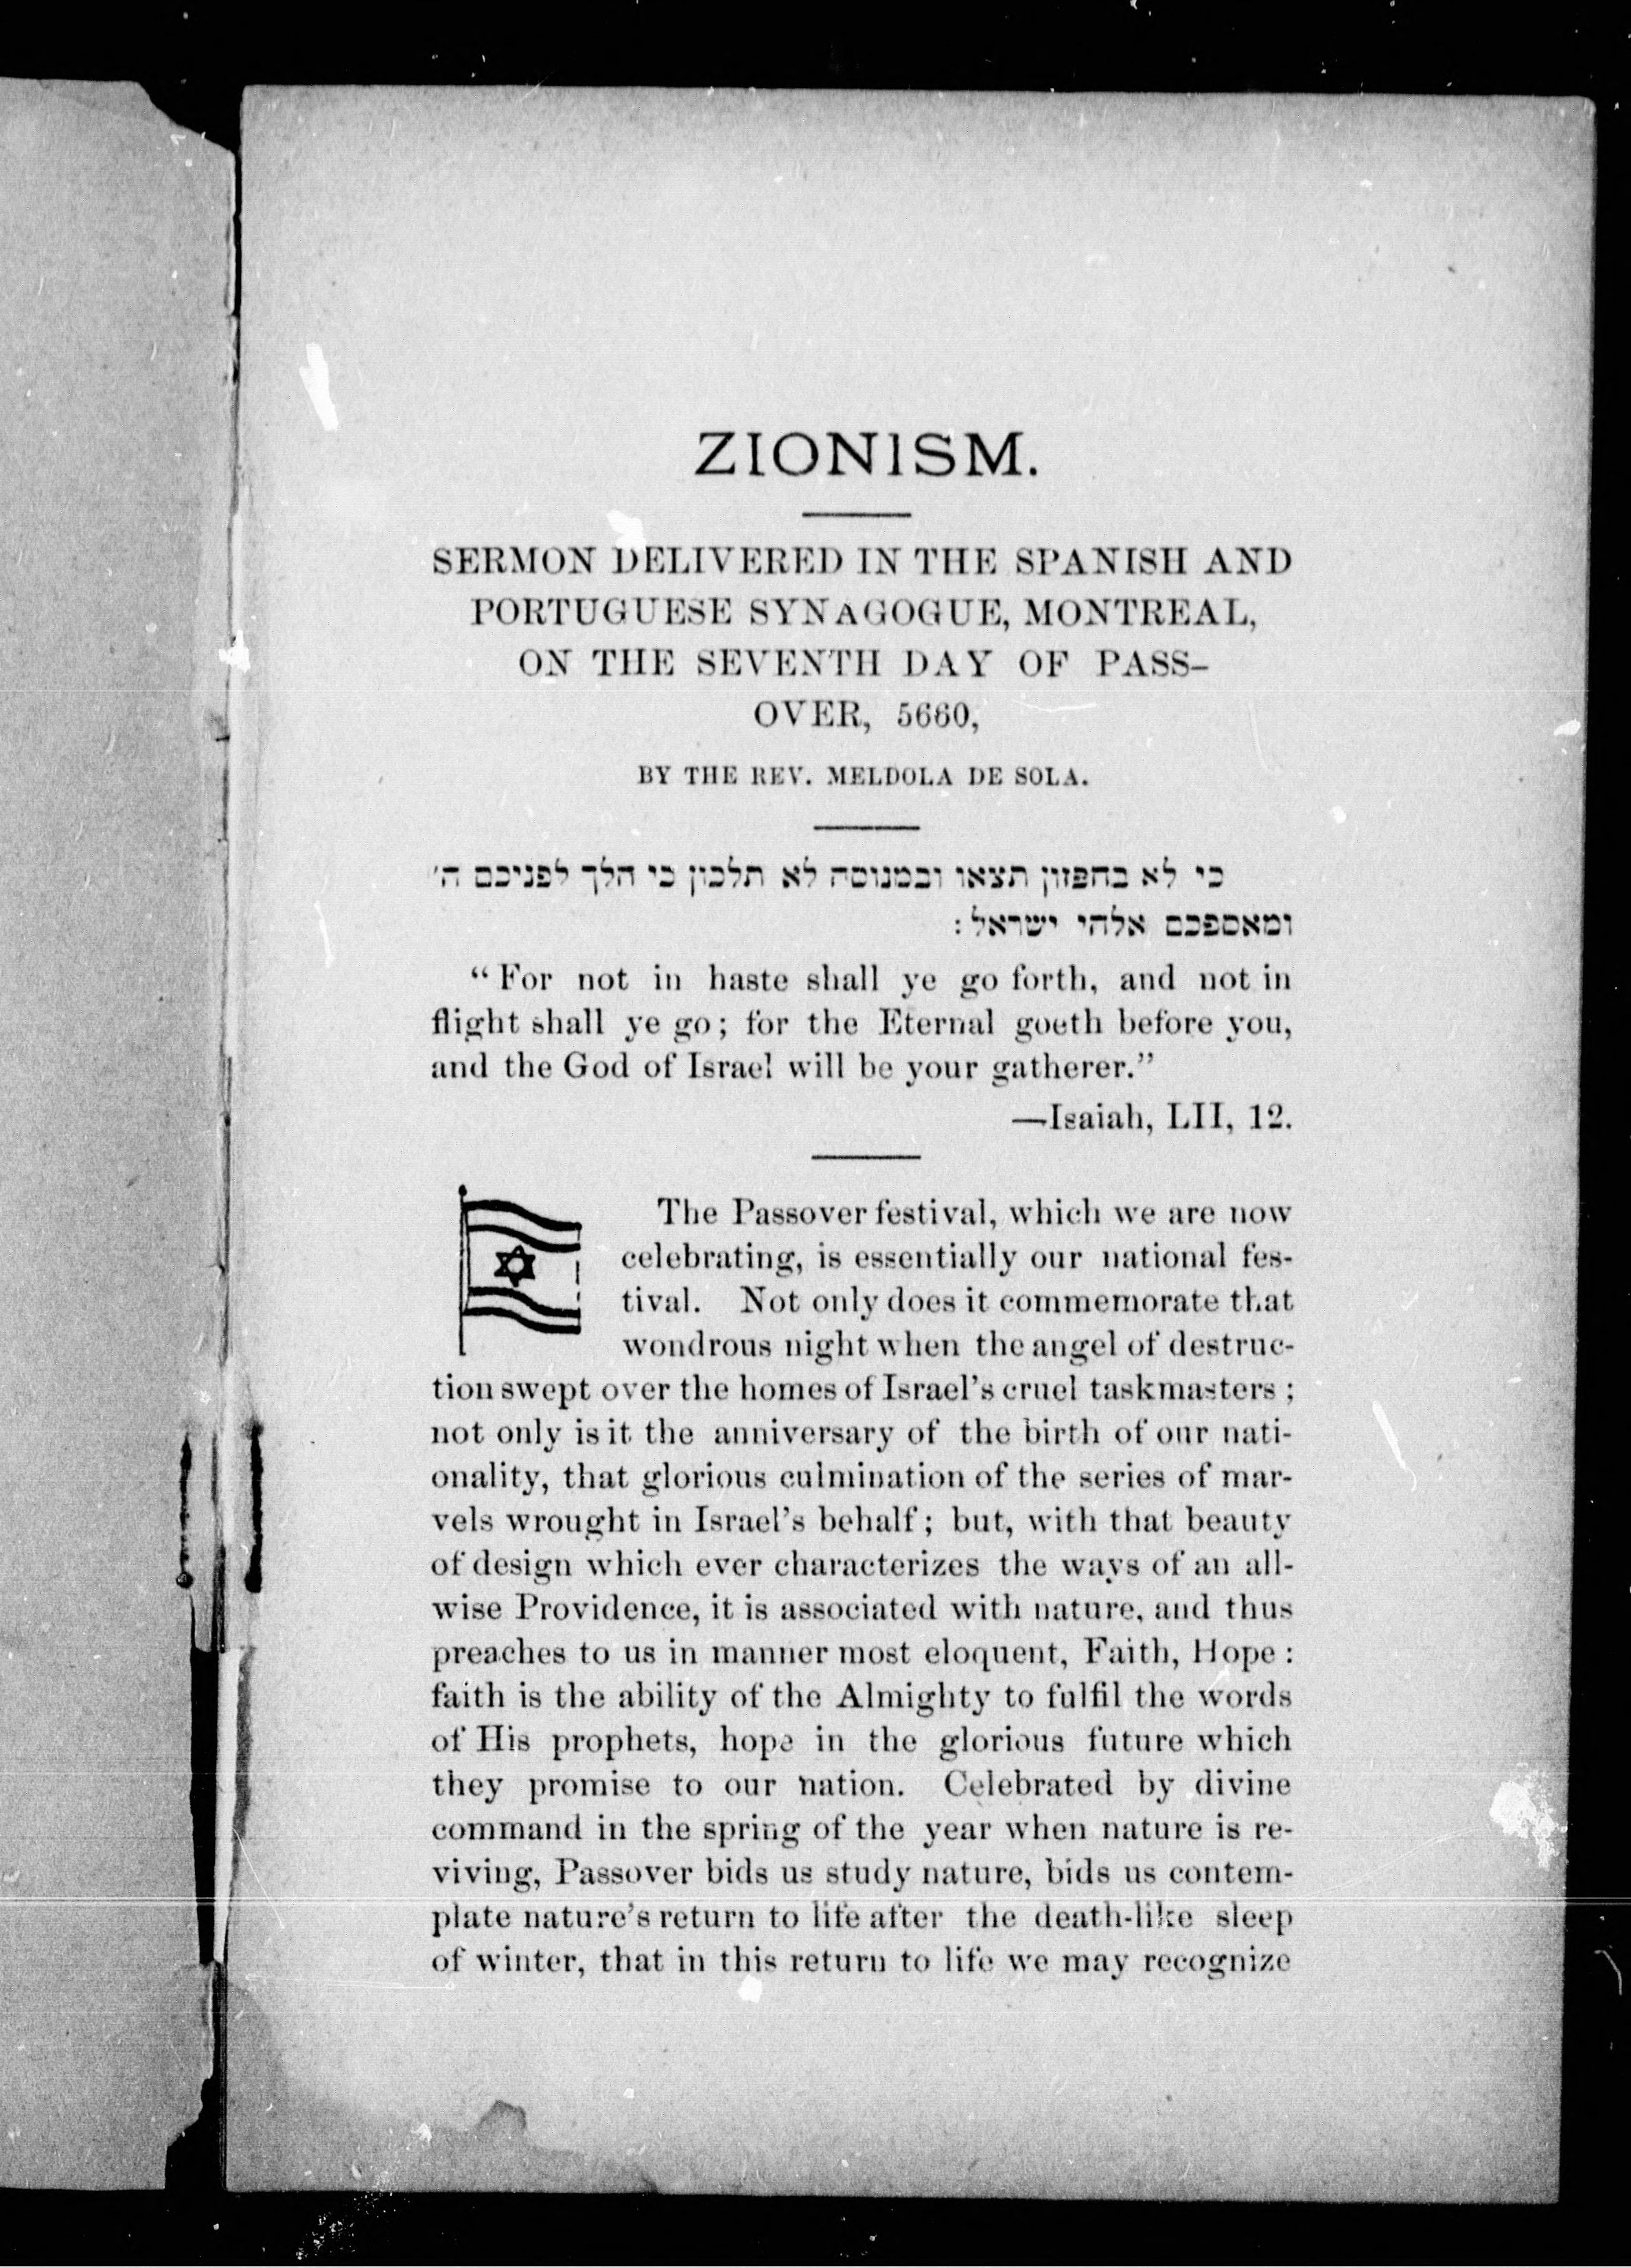 ZIONISM.
SERMON DELIVERED IN THE SPANISH AND
PORTUGUESE SYNAGOGUE, MONTREAL,
ON THE SEVENTH DAY OF PASS-
OVER, 5660,
BY THE REV. MELDOLA DE SOLA.
כי לא בחפזון תצאו ובמנוסה לא תלכון כי הלך לפניכם ה'
ומאספכם אלהי ישראל:
“For not in haste shall ye go forth, and not in
flight shall ye go; for the Eternal goeth before you,
and the God of Israel will be your gatherer.”
—Isaiah, LII, 12.
The Passover festival, which we are now
celebrating, is essentially our national fes-
tival. Not only does it commemorate that
wondrous night when the angel of destruc-
tion swept over the homes of Israel's cruel taskmasters;
not only is it the anniversary of the birth of our nati-
onality, that glorious culmination of the series of mar-
vels wrought in Israel's behalf; but, with that beauty
of design which ever characterizes the ways of an all-
wise Providence, it is associated with nature, and thus
preaches to us in manner most eloquent, Faith, Hope:
faith is the ability of the Almighty to fulfil the words
of His prophets, hope in the glorious future which
they promise to our nation. Celebrated by divine
command in the spring of the year when nature is re-
viving, Passover bids us study nature, bids us contem-
plate nature's return to life after the death-like sleep
of winter, that in this return to life we may recognize